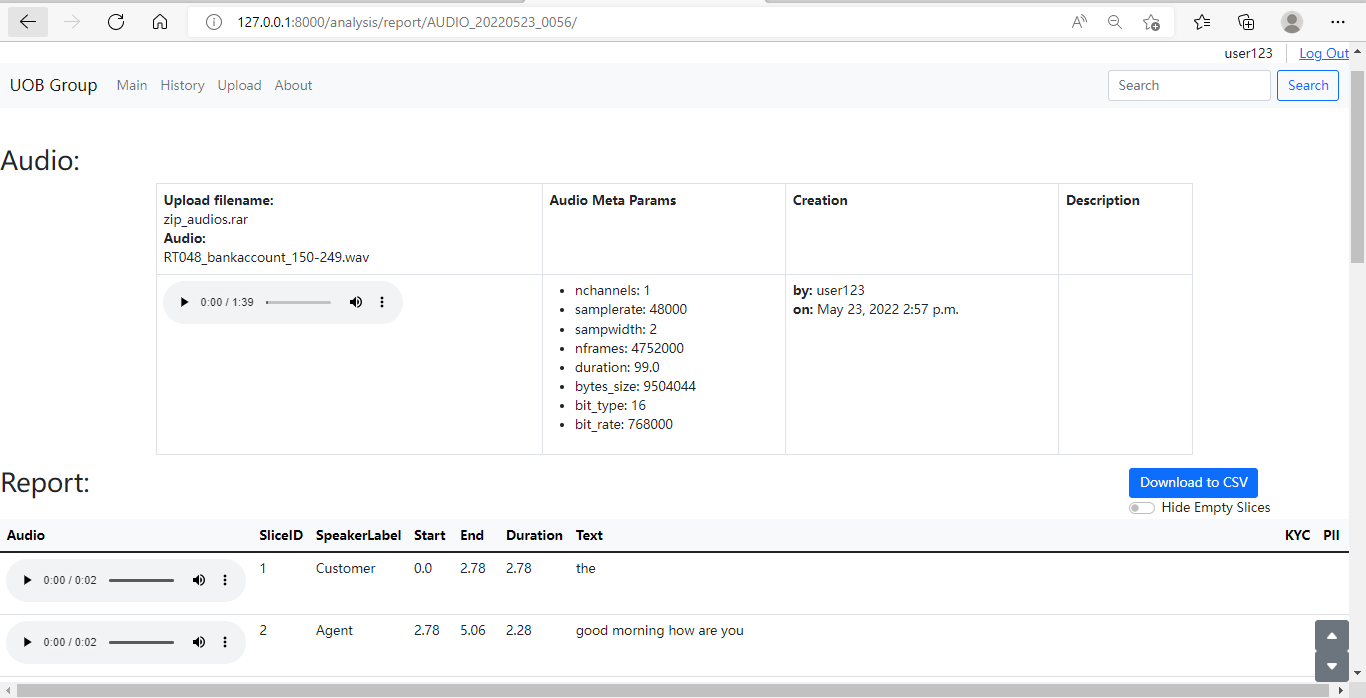 127.0.0.1:8000/analysis/report/AUDIO_20220523_0056/
user123 Log Out
UOB Group Main History Upload About Search Search
Audio:
Upload filename: Audio Meta Params Creation Description
zip_audios.rar
Audio:
RT048_bankaccount_150-249.wav
0:00 / 1:39
nchannels: 1
samplerate: 48000
sampwidth: 2
nframes: 4752000
duration: 99.0
bytes_size: 9504044
bit_type: 16
bit_rate: 768000
by: user123
on: May 23, 2022 2:57 p.m.
Report:
Download to CSV
Hide Empty Slices
Audio SliceID SpeakerLabel Start End Duration Text KYC PII
0:00 / 0:02 1 Customer 0.0 2.78 2.78 the
0:00 / 0:02 2 Agent 2.78 5.06 2.28 good morning how are you